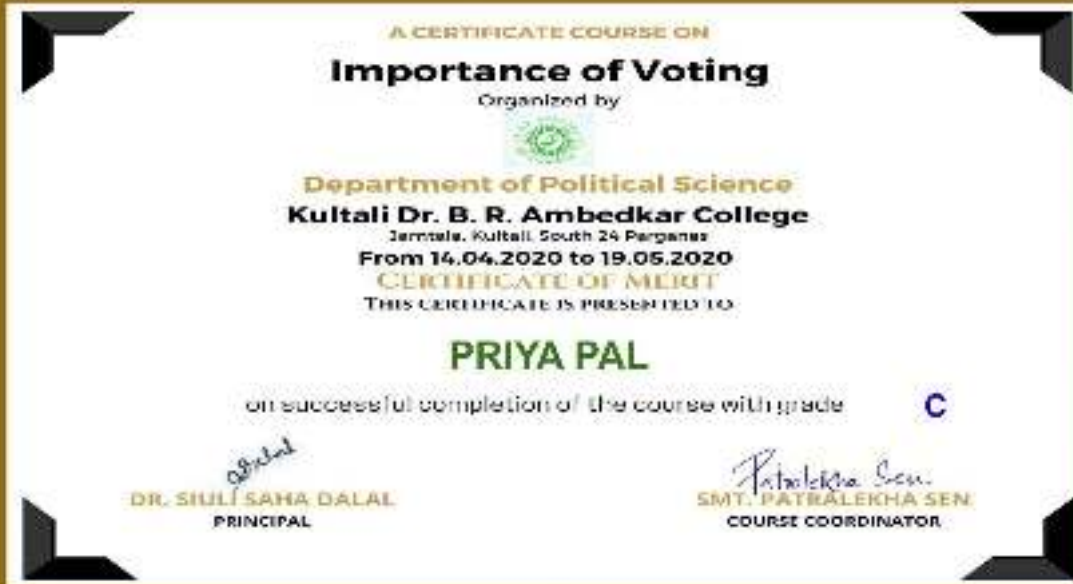 A CERTIFICATE COURSE ON
Importance of Voting
Organized by
Department of Political Science
Kultali Dr. B. R. Ambedkar College
Jamtala, Kultali, South 24 Parganas
From 14.04.2020 to 19.05.2020
CERTIFICATE OF MERIT
THIS CERTIFICATE IS PRESENTED TO
PRIYA PAL
on successful completion of the course with grade C
Patralekha Sen.
DR. SIULI SAHA DALAL
SMT. PATRALEKHA SEN
PRINCIPAL
COURSE COORDINATOR